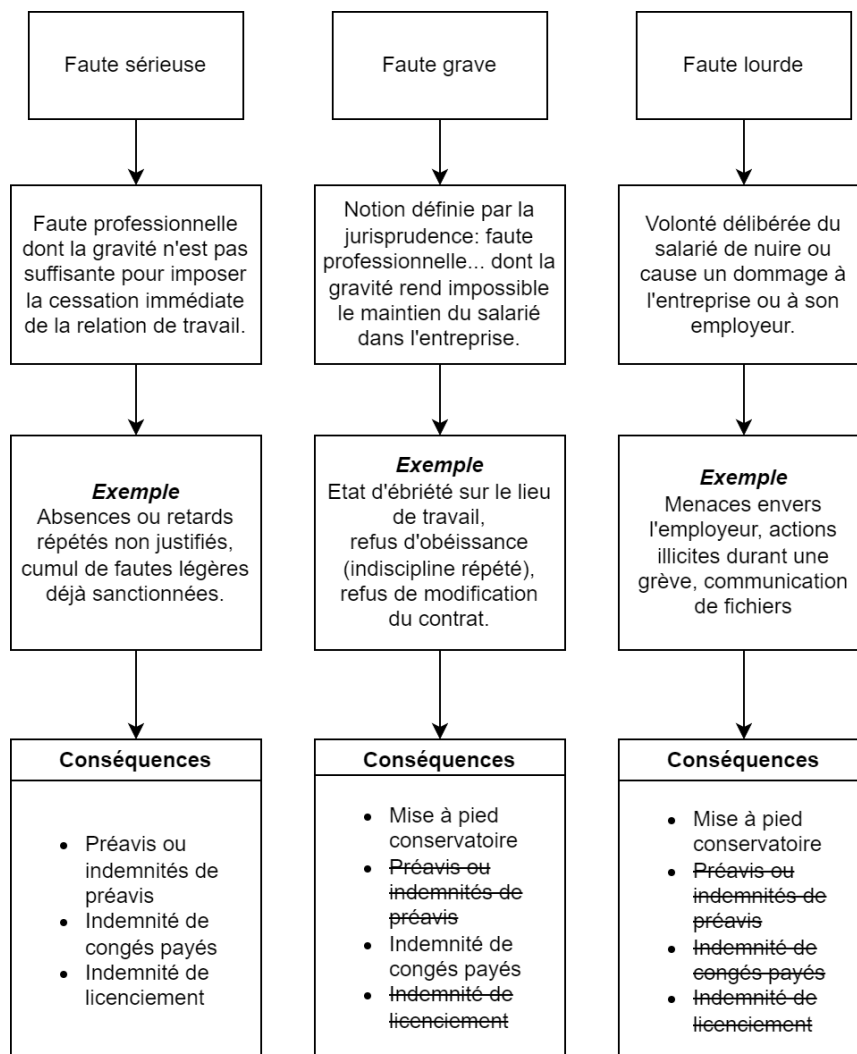 Faute sérieuse
Faute professionnelle
dont la gravité n'est pas
suffisante pour imposer
la cessation immédiate
de la relation de travail.
Exemple
Absences ou retards
répétés non justifiés,
cumul de fautes légères
déjà sanctionnées.
Conséquences
Préavis ou
indemnités de
préavis
Indemnité de
congés payés
Indemnité de
licenciement
Faute grave
Notion définie par la
jurisprudence: faute
professionnelle... dont la
gravité rend impossible
le maintien du salarié
dans l'entreprise.
Exemple
Etat d'ébriété sur le lieu
de travail,
refus d'obéissance
(indiscipline répété),
refus de modification
du contrat.
Conséquences
Mise à pied
conservatoire
Préavis ou
indemnités de
préavis
Indemnité de
congés payés
Indemnité de
licenciement
Faute lourde
Volonté délibérée du
salarié de nuire ou
cause un dommage à
l'entreprise ou à son
employeur.
Exemple
Menaces envers
l'employeur, actions
illicites durant une
grève, communication
de fichiers
Conséquences
Mise à pied
conservatoire
Préavis ou
indemnités de
préavis
Indemnité de
congés payés
Indemnité de
licenciement